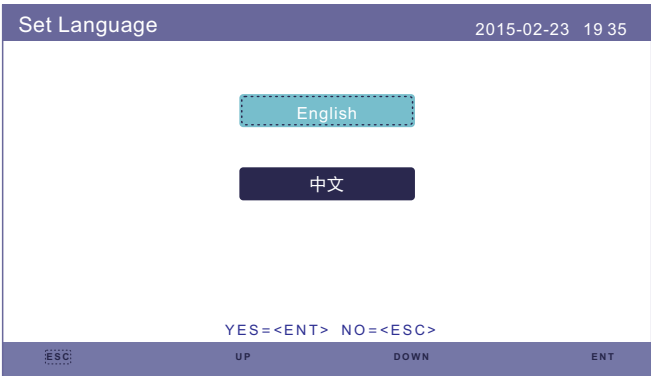 Set Language 2015-02-23 19 35
English
中文
YES=<ENT> NO=<ESC>
ESC UP DOWN ENT